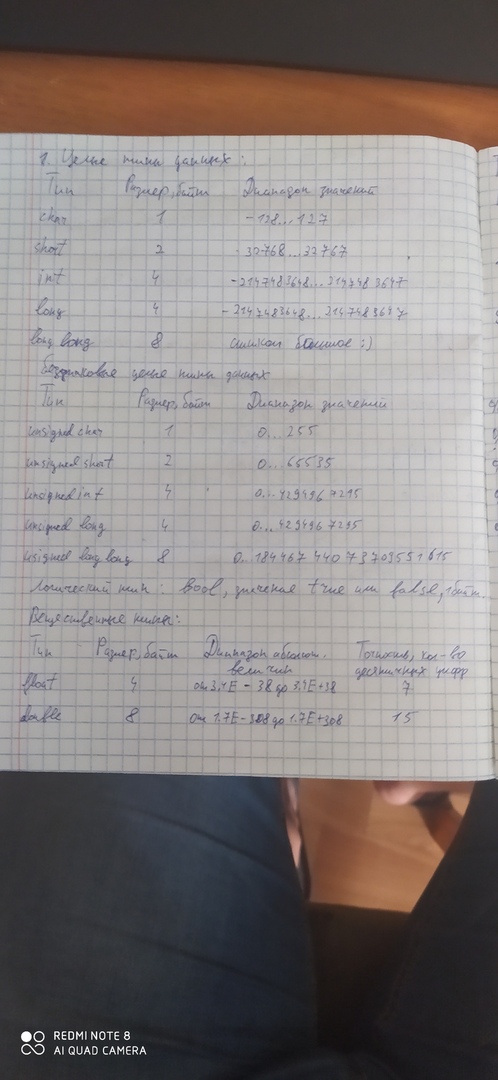 1. Целые типы данных:
Тип Размер, байт Диапазон значений
char 1 -128...127
short 2 -32768...32767
int 4 -2147483648...2147483647
long 4 -2147483648...2147483647
long long 8 слишком большое :)
беззнаковые целые типы данных
Тип Размер, байт Диапазон значений
unsigned char 1 0...255
unsigned short 2 0...65535
unsigned int 4 0...4294967295
unsigned long 4 0...4294967295
usigned long long 8 0..18446744073709551615
Логический тип: bool, значения true или false, 1 байт.
Вещественные типы:
Тип Размер, байт Диапазон абсолют. величин Точность, кол-во десятичных цифр
float 4 от 3.4E-38 до 3.4E+38 7
double 8 от 1.7E-308 до 1.7E+308 15
REDMI NOTE 8
AI QUAD CAMERA